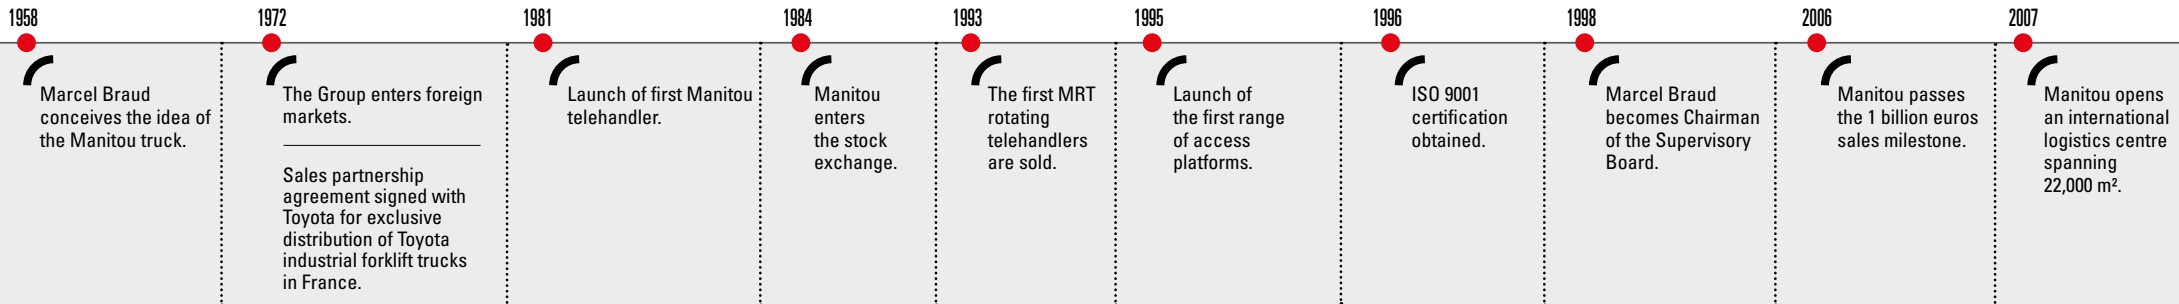 1958
Marcel Braud
conceives the idea of
the Manitou truck.
1972
The Group enters foreign
markets.
Sales partnership
agreement signed with
Toyota for exclusive
distribution of Toyota
industrial forklift trucks
in France.
1981
Launch of first Manitou
telehandler.
1984
Manitou
enters
the stock
exchange.
1993
The first MRT
rotating
telehandlers
are sold.
1995
Launch of
the first range
of access
platforms.
1996
ISO 9001
certification
obtained.
1998
Marcel Braud
becomes Chairman
of the Supervisory
Board.
2006
Manitou passes
the 1 billion euros
sales milestone.
2007
Manitou opens
an international
logistics centre
spanning
22,000 m².